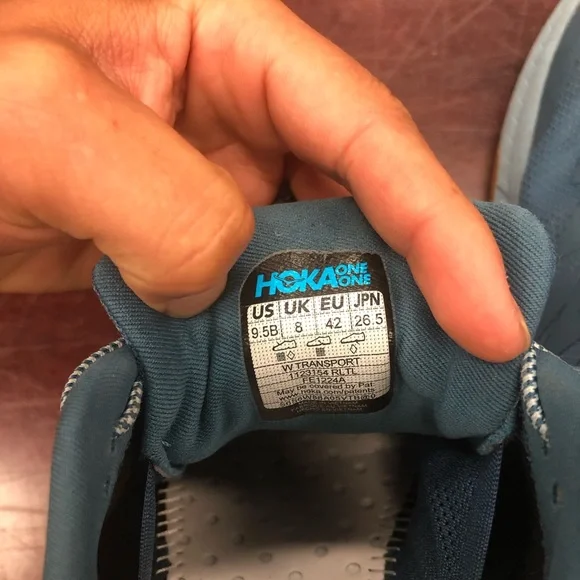 HOKA ONE ONE
US UK EU JPN
9.5B 8 42 26.5
W TRANSPORT
1123154 RLTL
FE1224A
May be covered by Pat.